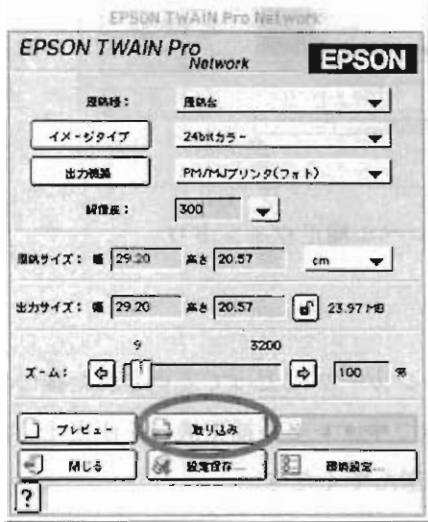 EPSON TWAIN Pro Network
EPSON TWAIN Pro
Network
EPSON
原稿種： 原稿台
イメージタイプ 24bitカラー
出力機器 PM/MJプリンタ(フォト)
解像度： 300
原稿サイズ： 幅 29.20 高さ 20.57 cm
出力サイズ： 幅 29.20 高さ 20.57 23.97 MB
9 3200
ズーム： 100 %
プレビュー 取り込み
閉じる 設定保存... 環境設定...
?